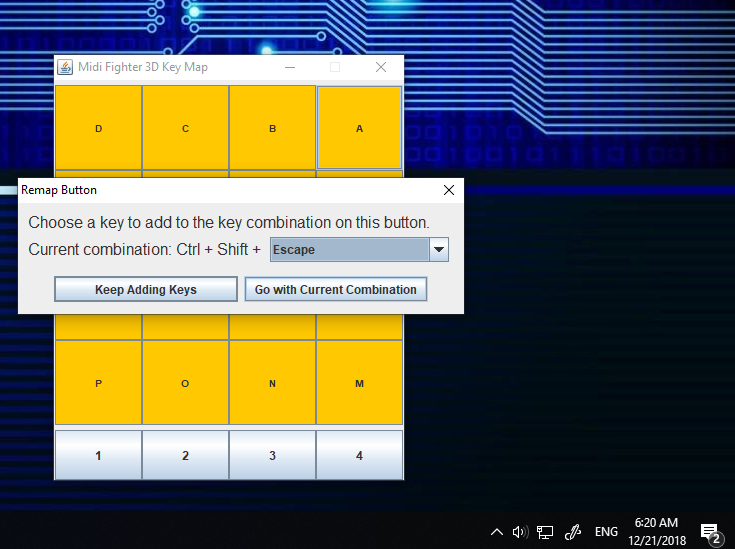 Midi Fighter 3D Key Map
D C B A
Remap Button
Choose a key to add to the key combination on this button.
Current combination: Ctrl + Shift + Escape
Keep Adding Keys Go with Current Combination
P O N M
1 2 3 4
ENG 6:20 AM
12/21/2018 2